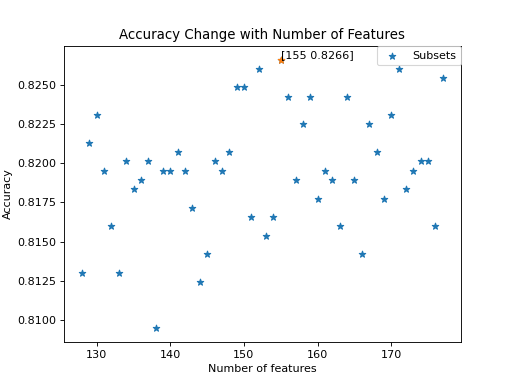 Accuracy Change with Number of Features
[155 0.8266]
Subsets
0.8250
0.8225
0.8200
0.8175
0.8150
0.8125
0.8100
Accuracy
130 140 150 160 170
Number of features